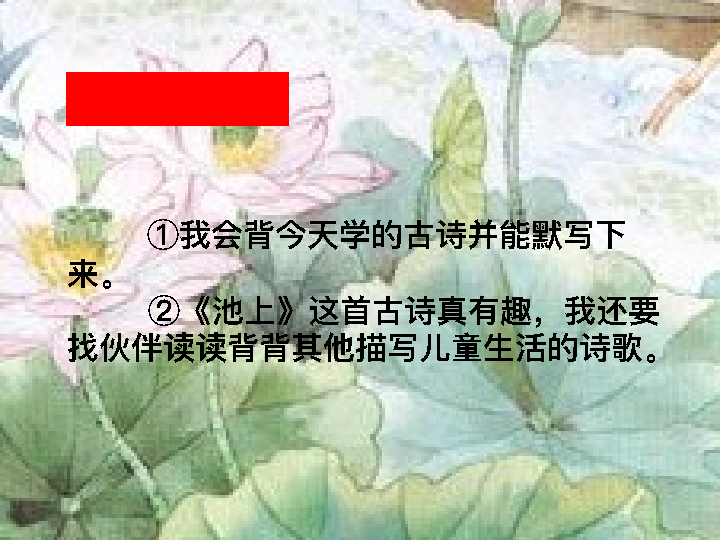 ①我会背今天学的古诗并能默写下
来。
②《池上》这首古诗真有趣，我还要
找伙伴读读背背其他描写儿童生活的诗歌。